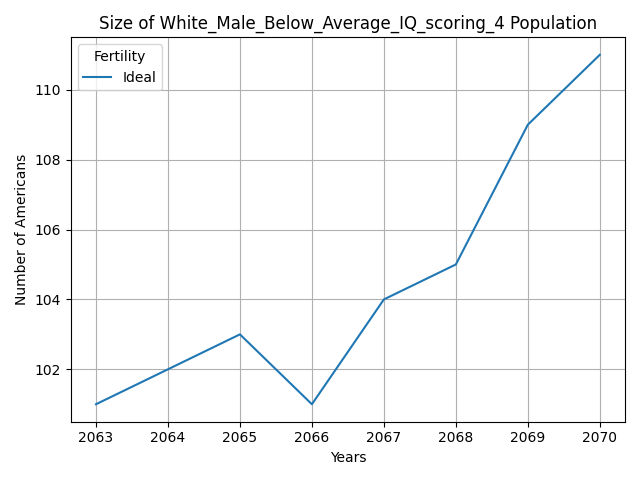 Size of White_Male_Below_Average_IQ_scoring_4 Population
Fertility
Ideal
Number of Americans
110
108
106
104
102
2063 2064 2065 2066 2067 2068 2069 2070
Years